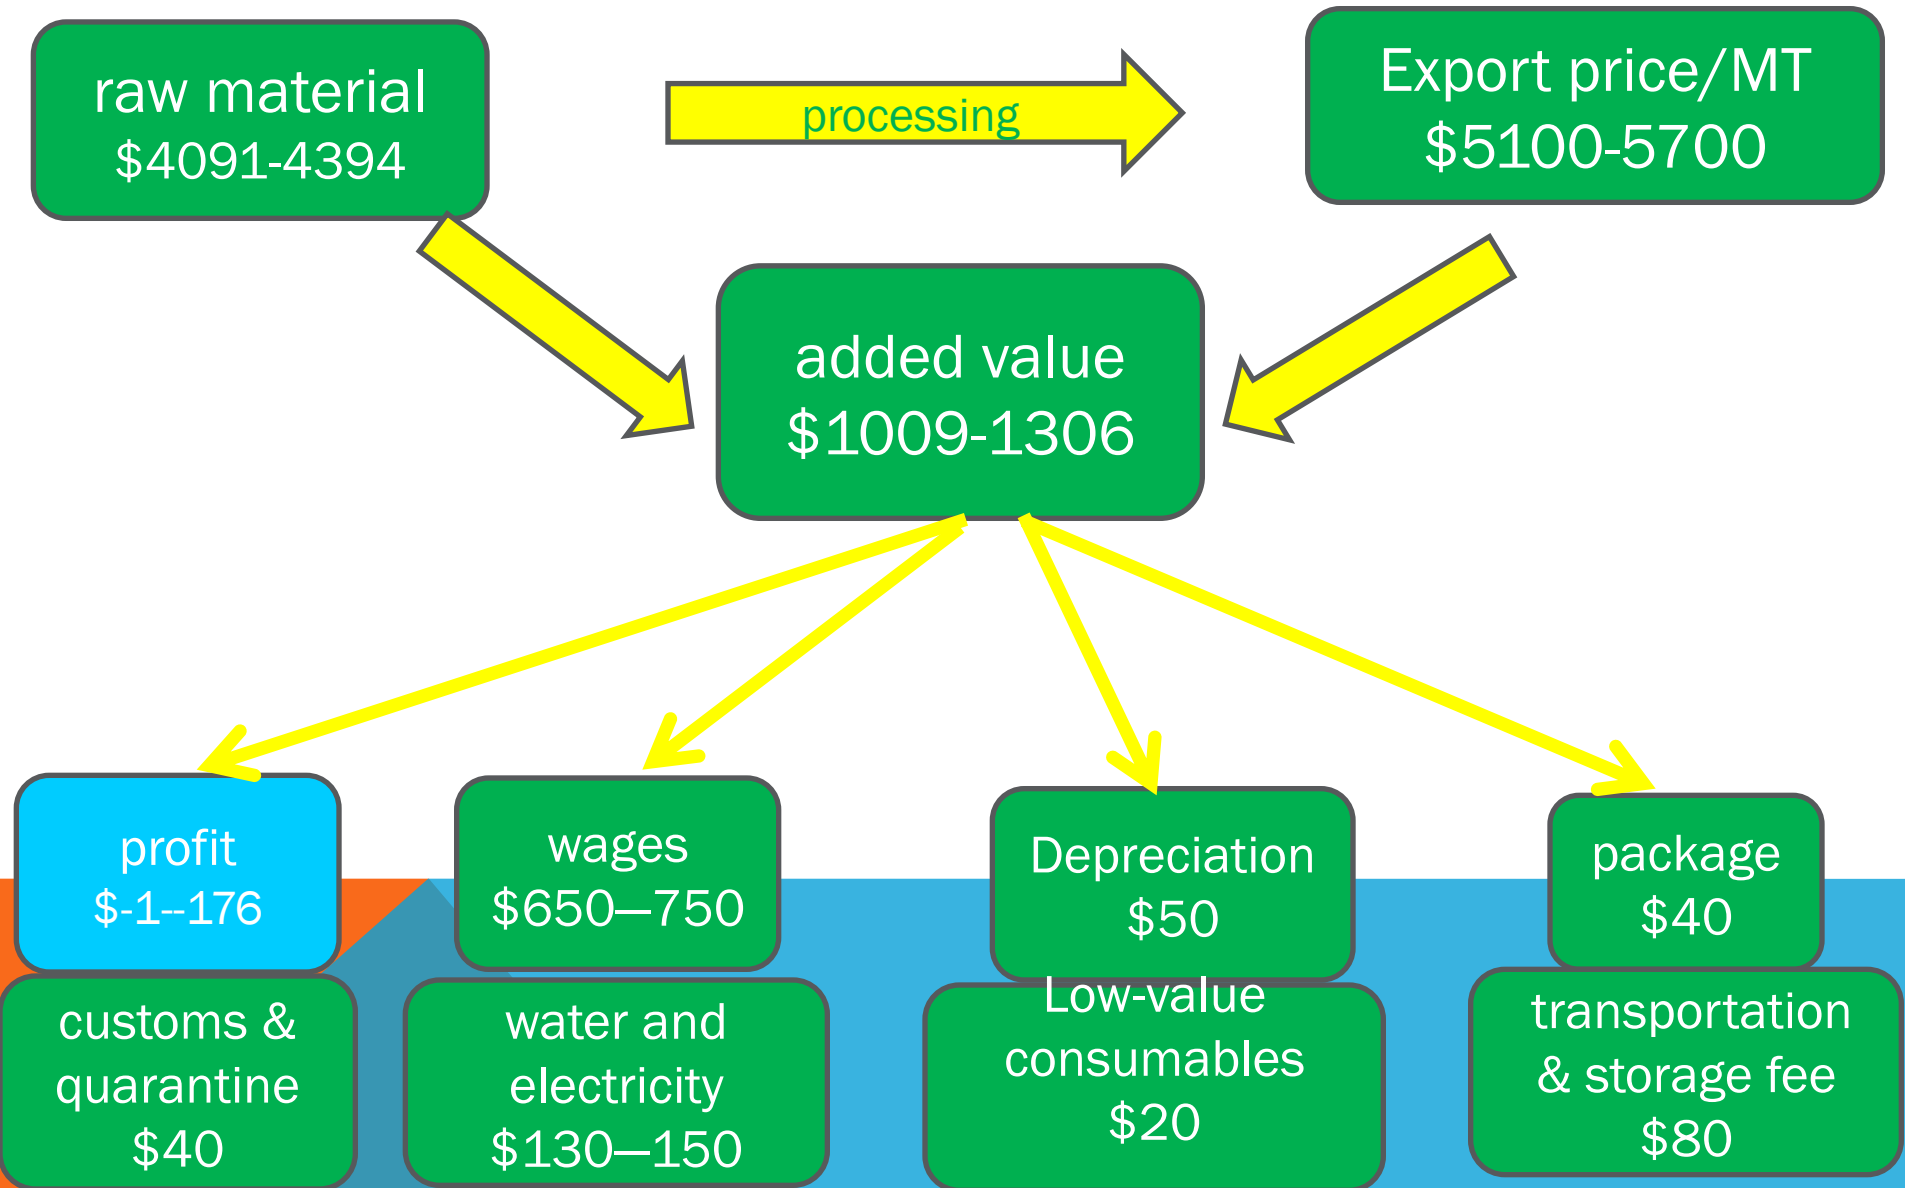 raw material
$4091-4394
processing
Export price/MT
$5100-5700
added value
$1009-1306
profit
$-1--176
wages
$650—750
Depreciation
$50
package
$40
customs &
quarantine
$40
water and
electricity
$130—150
Low-value
consumables
$20
transportation
& storage fee
$80